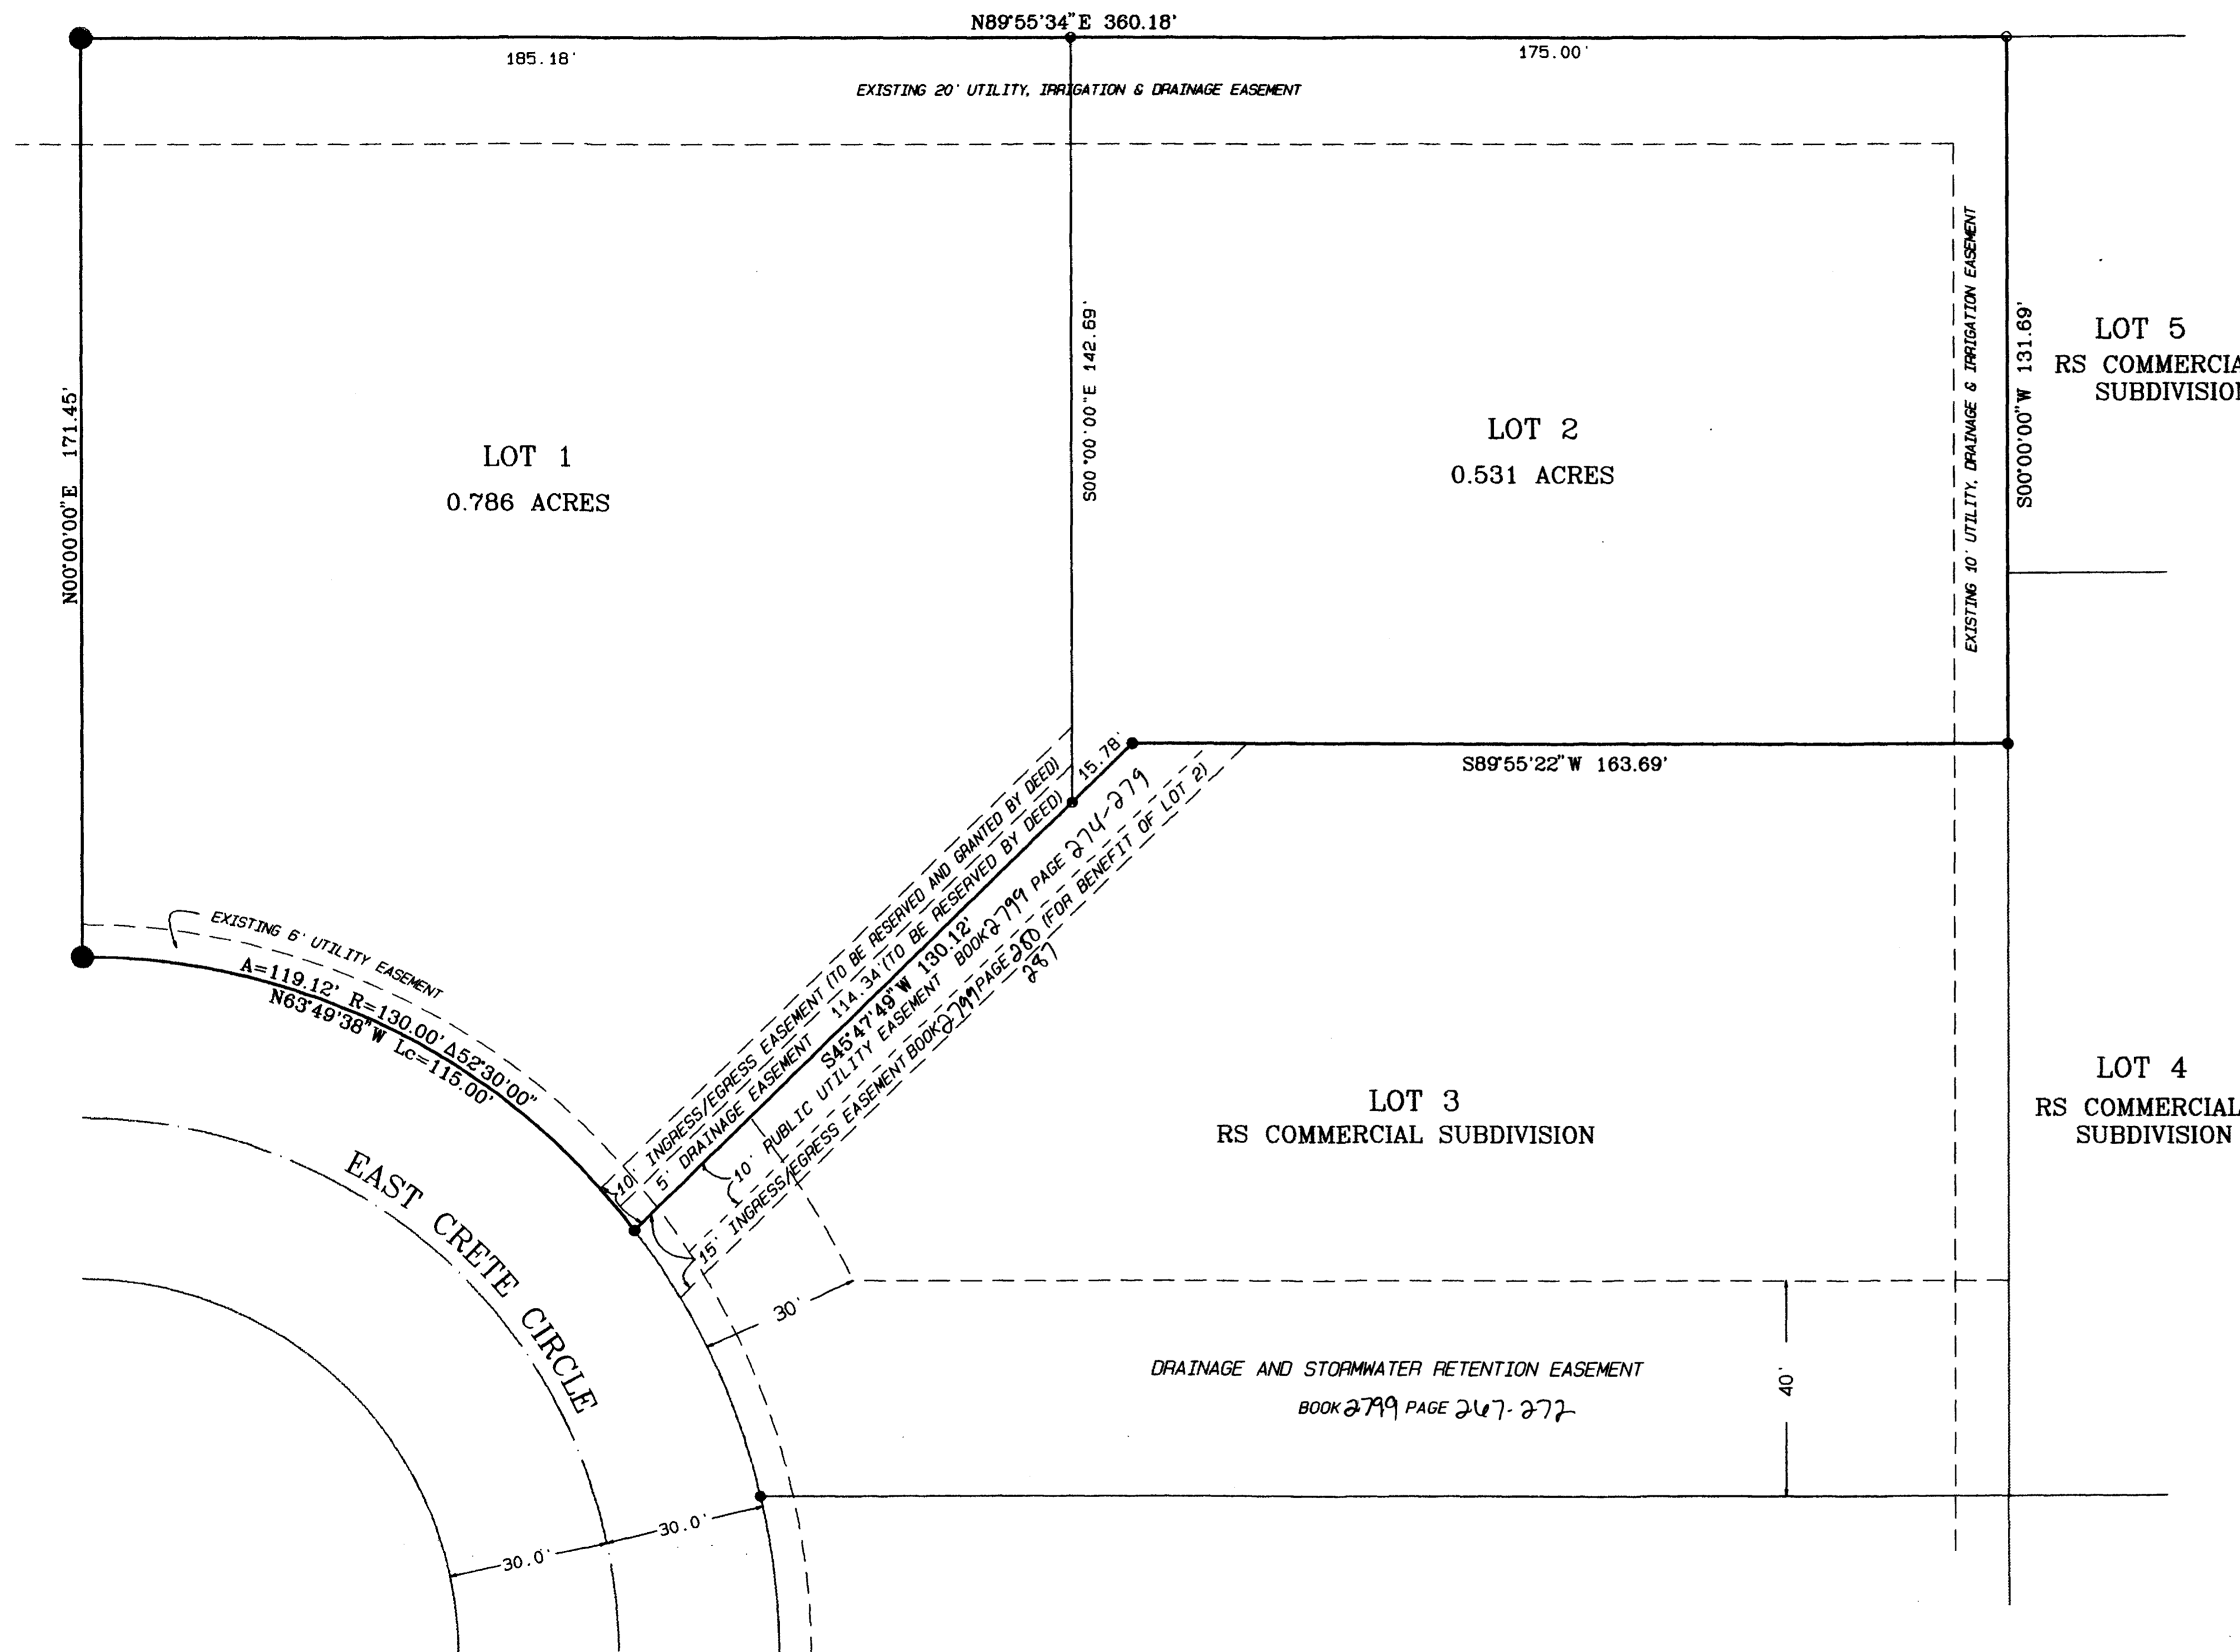 N89°55'34"E 360.18'
185.18'
175.00'
EXISTING 20' UTILITY, IRRIGATION & DRAINAGE EASEMENT
N00°00'00"E 171.45'
S00°00'00"E 142.69'
EXISTING 10' UTILITY, DRAINAGE & IRRIGATION EASEMENT
S00°00'00"W 131.69'
LOT 5
RS COMMERCIA
SUBDIVISION
LOT 1
0.786 ACRES
LOT 2
0.531 ACRES
15.78'
S89°55'22"W 163.69'
EXISTING 6' UTILITY EASEMENT
A=119.12' R=130.00' Δ52°30'00"
N63°49'38"W Lc=115.00'
10' INGRESS/EGRESS EASEMENT (TO BE RESERVED AND GRANTED BY DEED)
5' DRAINAGE EASEMENT 114.34' (TO BE RESERVED BY DEED)
S45°47'49"W 130.12'
10' PUBLIC UTILITY EASEMENT BOOK 2799 PAGE 274-279
15' INGRESS/EGRESS EASEMENT BOOK 2799 PAGE 280 (FOR BENEFIT OF LOT 2)
287
LOT 3
RS COMMERCIAL SUBDIVISION
LOT 4
RS COMMERCIAL
SUBDIVISION
EAST CRETE CIRCLE
30'
DRAINAGE AND STORMWATER RETENTION EASEMENT
BOOK 2799 PAGE 267-272
40'
30.0'
30.0'